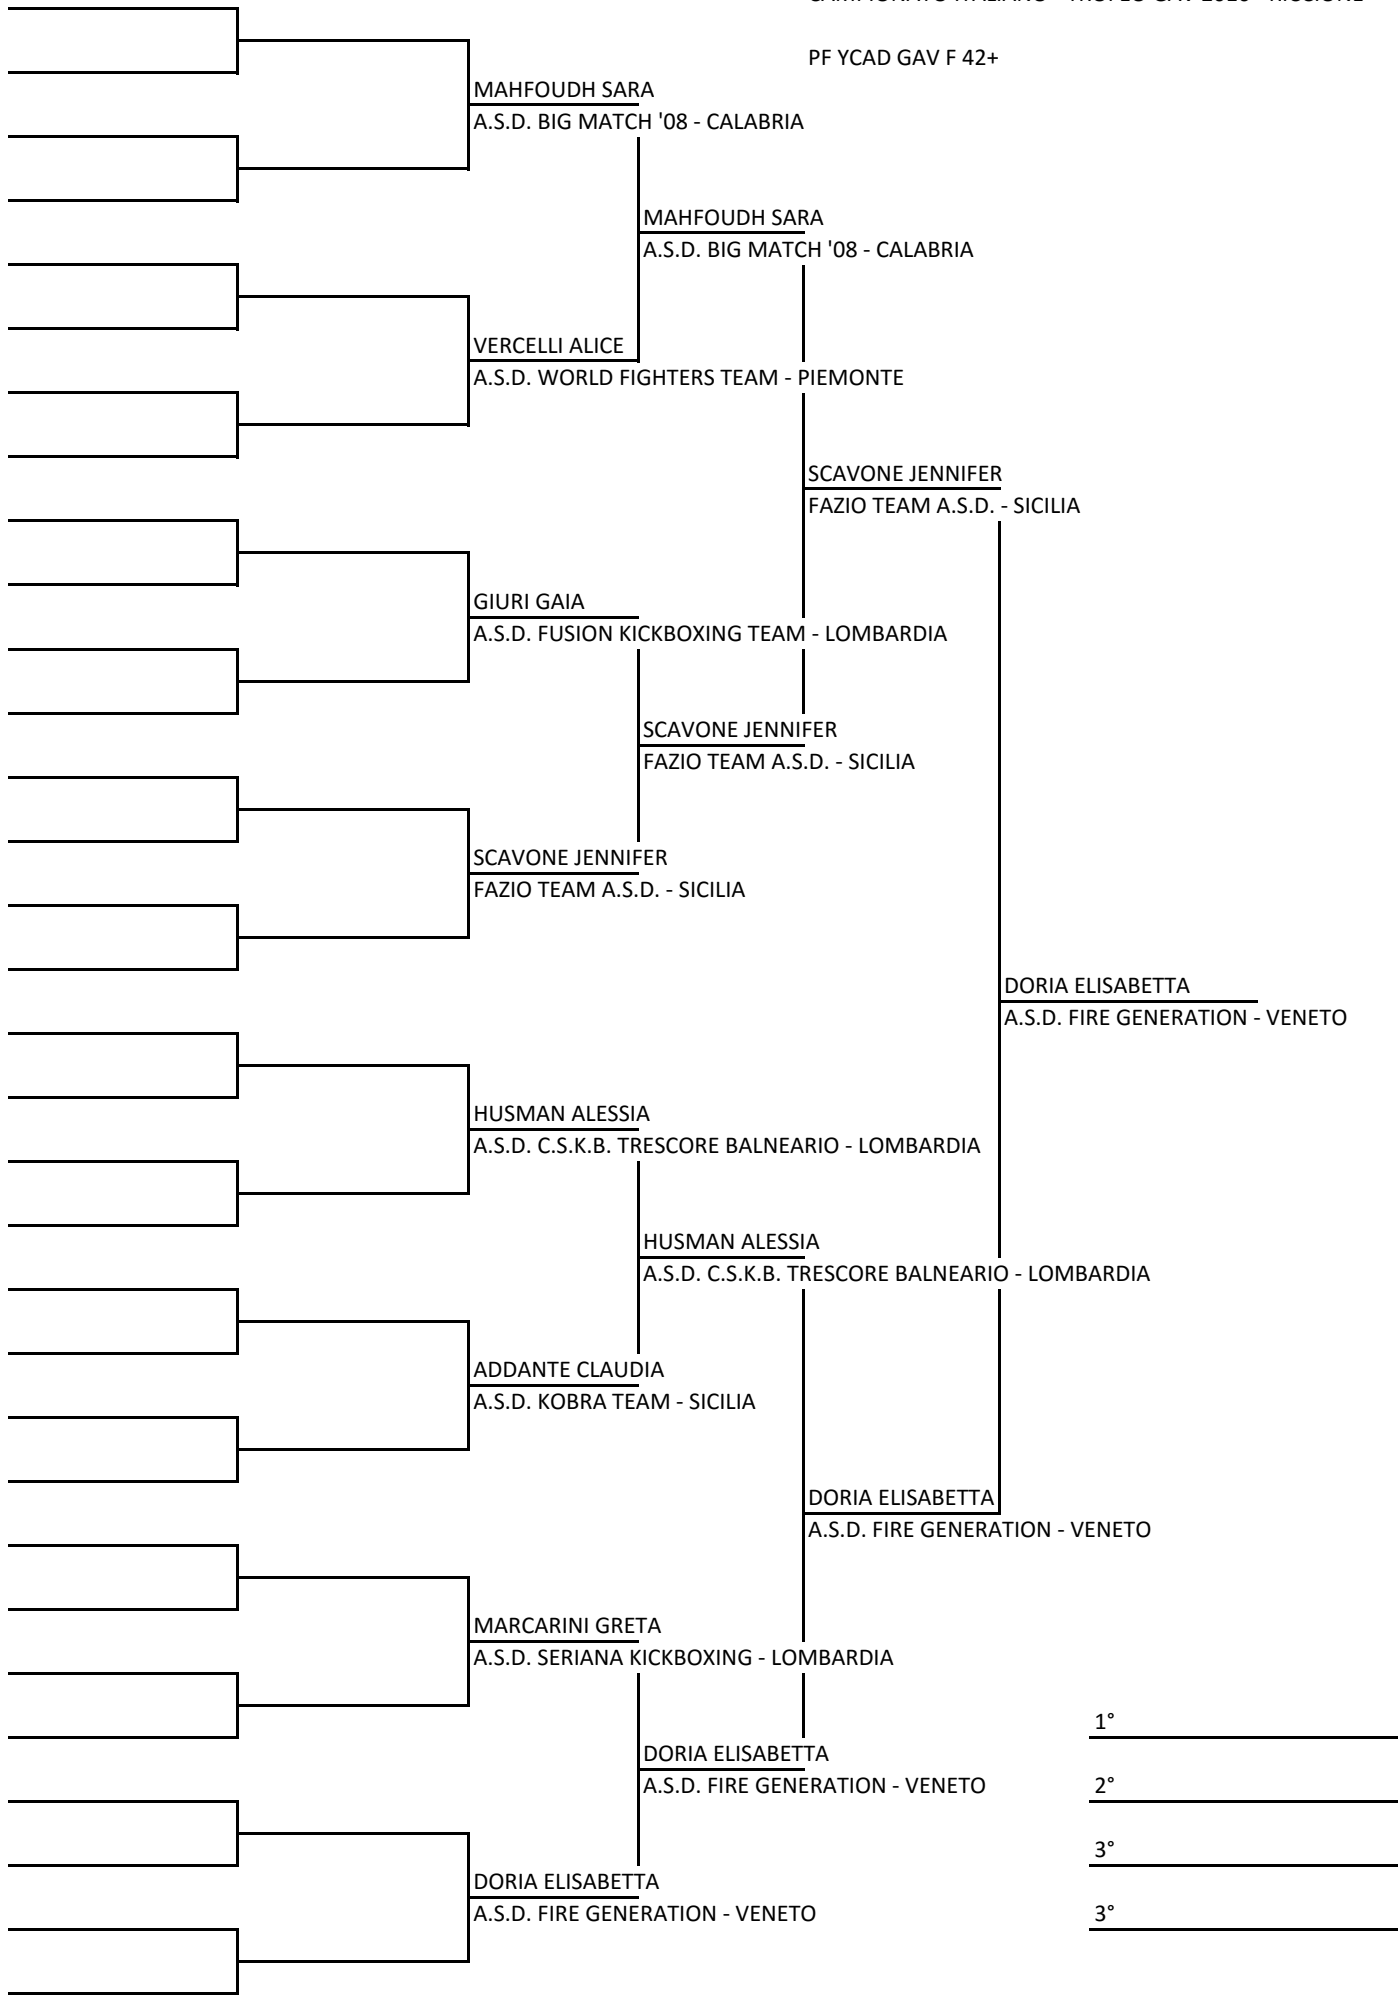 PF YCAD GAV F 42+
MAHFOUDH SARA
A.S.D. BIG MATCH '08 - CALABRIA
MAHFOUDH SARA
A.S.D. BIG MATCH '08 - CALABRIA
VERCELLI ALICE
A.S.D. WORLD FIGHTERS TEAM - PIEMONTE
SCAVONE JENNIFER
FAZIO TEAM A.S.D. - SICILIA
GIURI GAIA
A.S.D. FUSION KICKBOXING TEAM - LOMBARDIA
SCAVONE JENNIFER
FAZIO TEAM A.S.D. - SICILIA
SCAVONE JENNIFER
FAZIO TEAM A.S.D. - SICILIA
DORIA ELISABETTA
A.S.D. FIRE GENERATION - VENETO
HUSMAN ALESSIA
A.S.D. C.S.K.B. TRESCORE BALNEARIO - LOMBARDIA
HUSMAN ALESSIA
A.S.D. C.S.K.B. TRESCORE BALNEARIO - LOMBARDIA
ADDANTE CLAUDIA
A.S.D. KOBRA TEAM - SICILIA
DORIA ELISABETTA
A.S.D. FIRE GENERATION - VENETO
MARCARINI GRETA
A.S.D. SERIANA KICKBOXING - LOMBARDIA
1°
DORIA ELISABETTA
A.S.D. FIRE GENERATION - VENETO
2°
3°
DORIA ELISABETTA
A.S.D. FIRE GENERATION - VENETO
3°